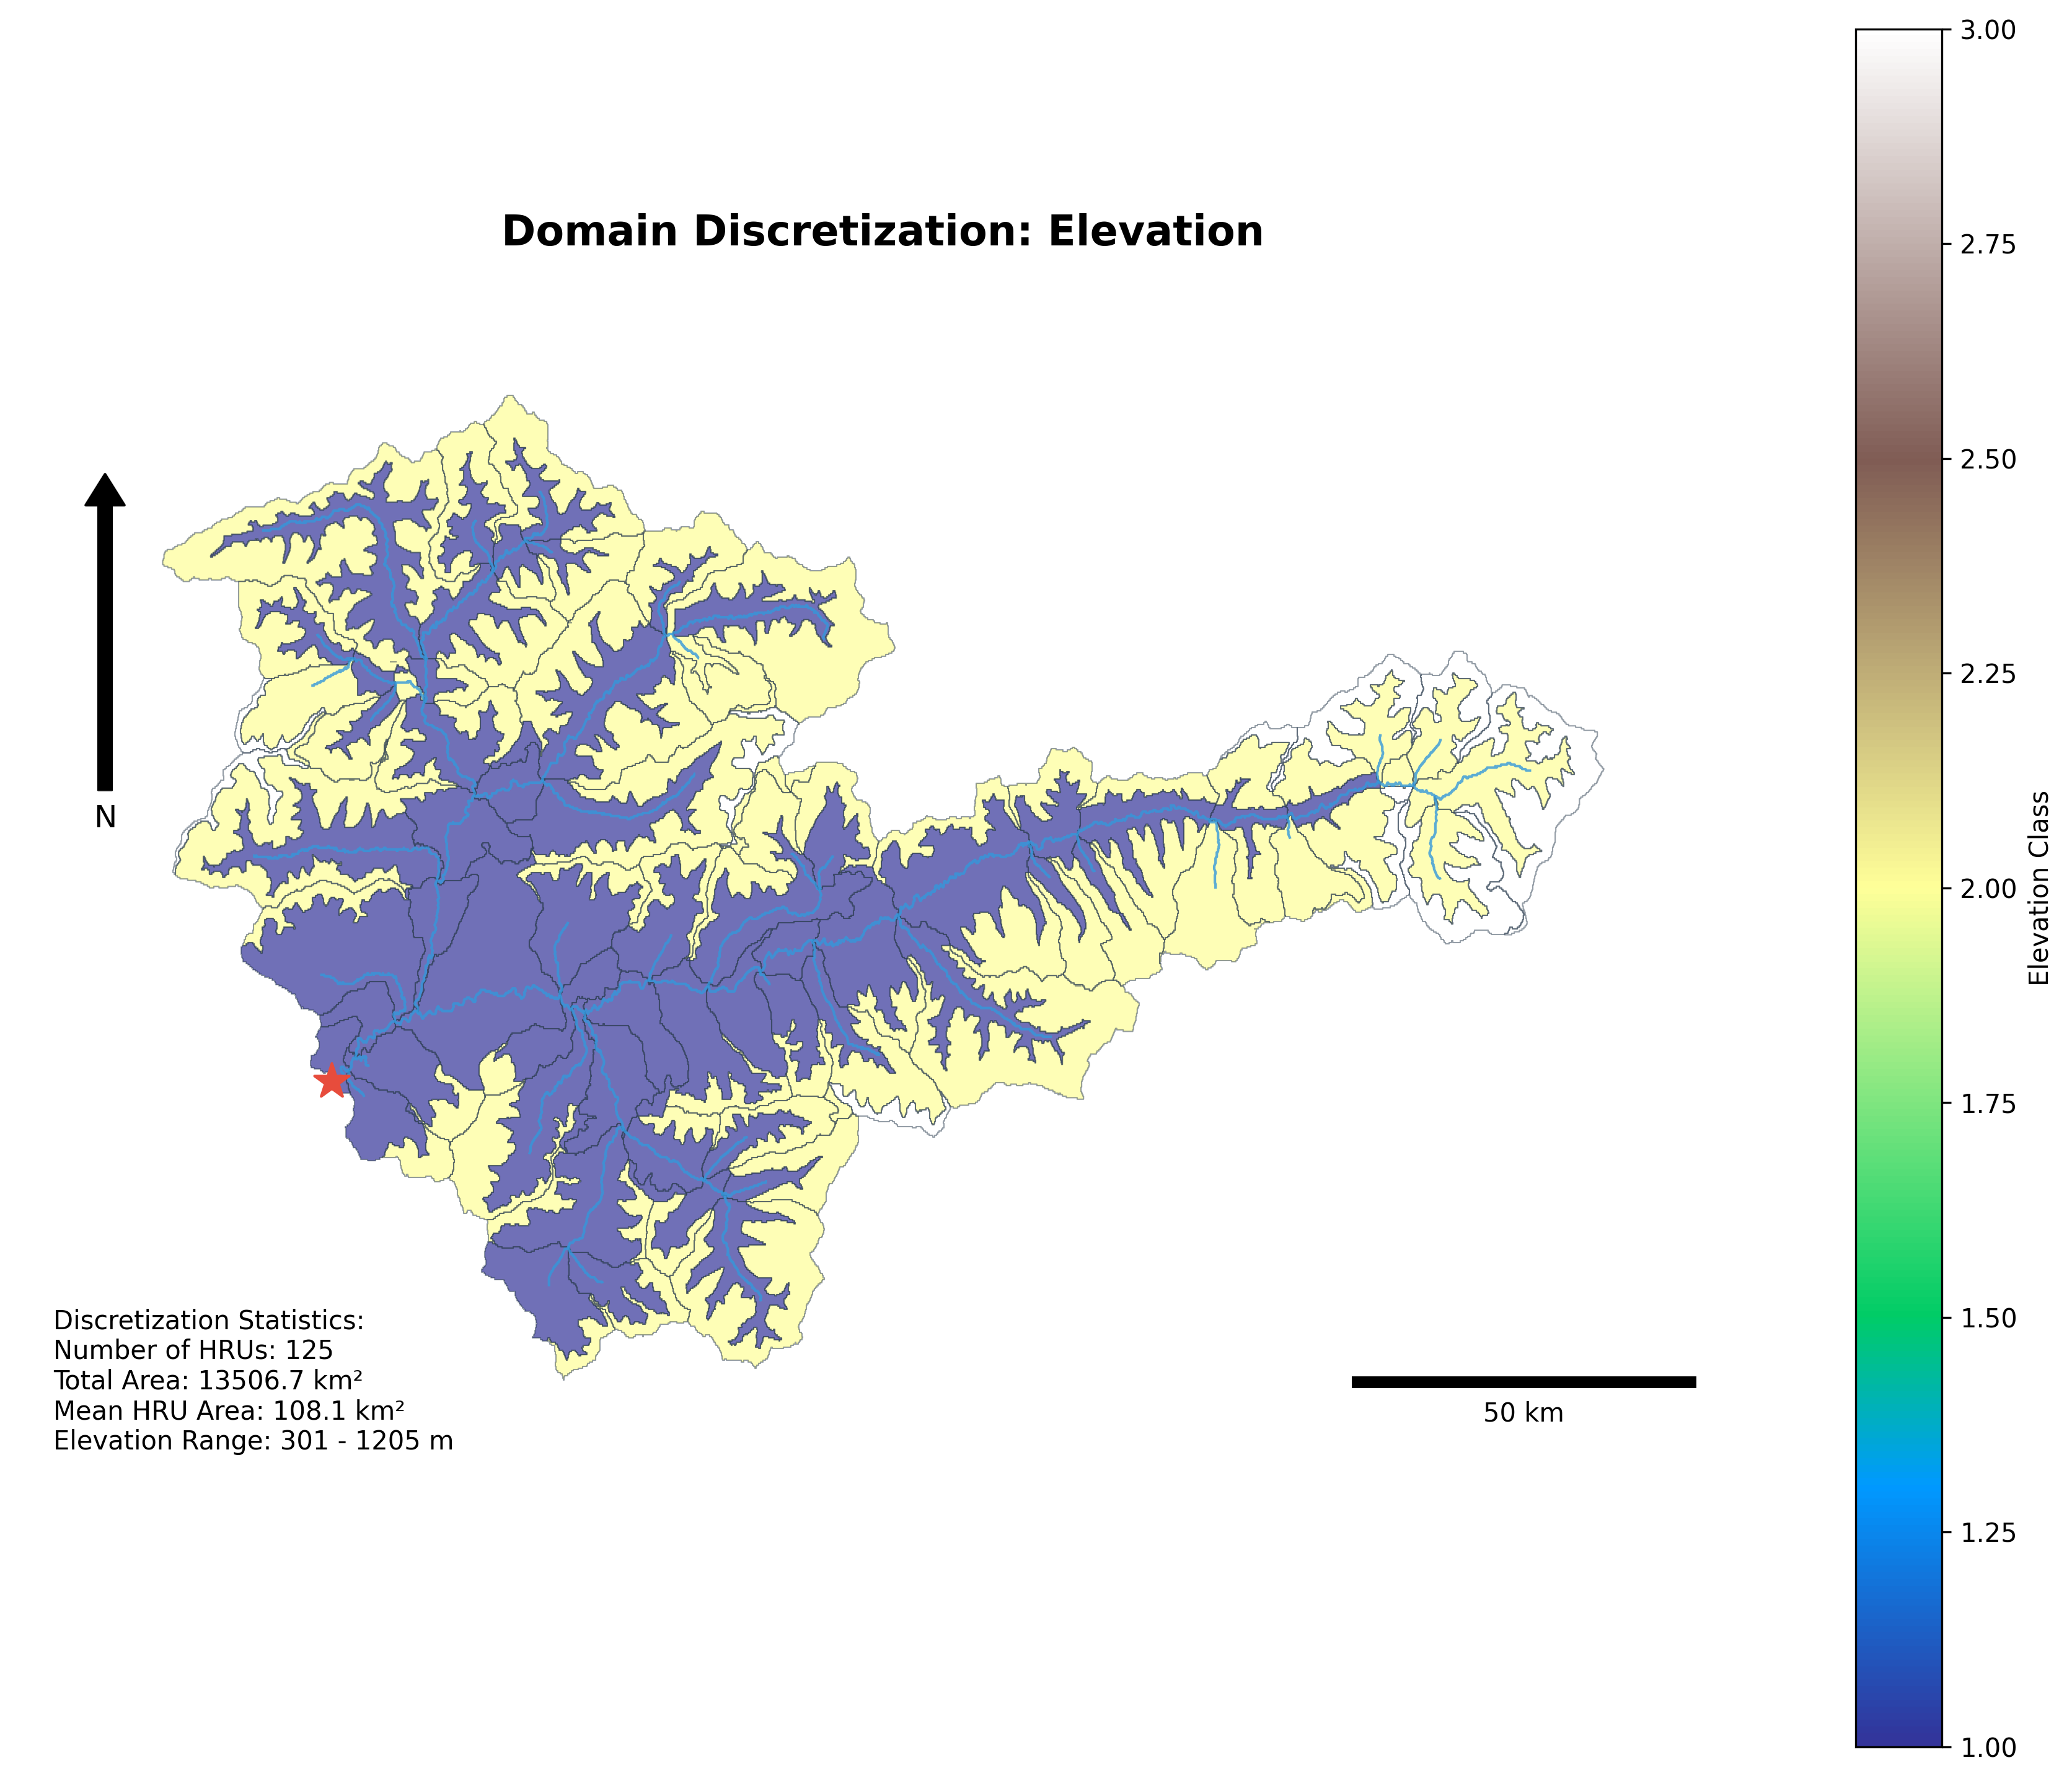 Domain Discretization: Elevation
N
Discretization Statistics:
Number of HRUs: 125
Total Area: 13506.7 km²
Mean HRU Area: 108.1 km²
Elevation Range: 301 - 1205 m
50 km
3.00
2.75
2.50
2.25
2.00
1.75
1.50
1.25
1.00
Elevation Class